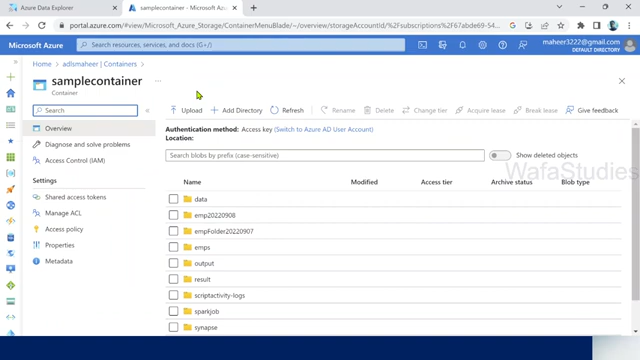 Azure Data Explorer
samplecontainer - Microsoft Az
portal.azure.com/#view/Microsoft_Azure_Storage/ContainerMenuBlade/~/overview/storageAccountId/%2Fsubscriptions%2F67abde69-cf
Microsoft Azure
Search resources, services, and docs (G+/)
maheer3222@gmail.com
DEFAULT DIRECTORY
Home > adlsmaheer | Containers >
samplecontainer
Container
Search
Overview
Diagnose and solve problems
Access Control (IAM)
Settings
Shared access tokens
Manage ACL
Access policy
Properties
Metadata
Upload
Add Directory
Refresh
Rename
Delete
Change tier
Acquire lease
Break lease
Give feedback
Authentication method: Access key (Switch to Azure AD User Account)
Location:
Search blobs by prefix (case-sensitive)
Show deleted objects
WafaStudies
Name Modified Access tier Archive status Blob type
data
emp20220908
empFolder20220907
emps
output
result
scriptactivity-logs
sparkjob
synapse